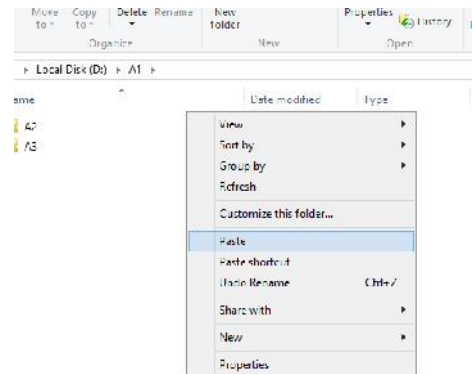 Move Copy Delete Rename New Properties
to to folder History
Organize New Open
Local Disk (D:) A1
ame Date modified Type
A2
A3
View
Sort by
Group by
Refresh
Customize this folder...
Paste
Paste shortcut
Undo Rename Ctrl+Z
Share with
New
Properties